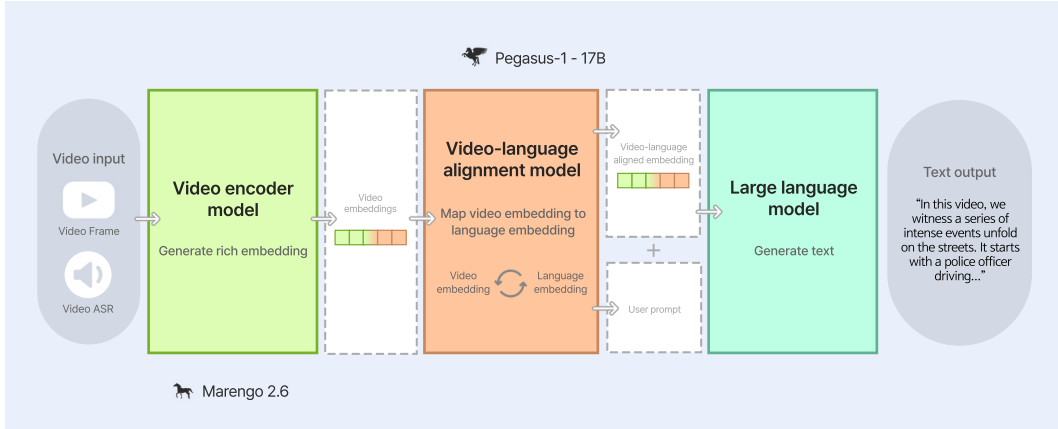 Pegasus-1 - 17B
Video input
Video Frame
Video ASR
Video encoder
model
Generate rich embedding
Video
embeddings
Video-language
alignment model
Map video embedding to
language embedding
Video
embedding
Language
embedding
Video-language
aligned embedding
+
User prompt
Large language
model
Generate text
Text output
“In this video, we
witness a series of
intense events unfold
on the streets. It starts
with a police officer
driving...”
Marengo 2.6